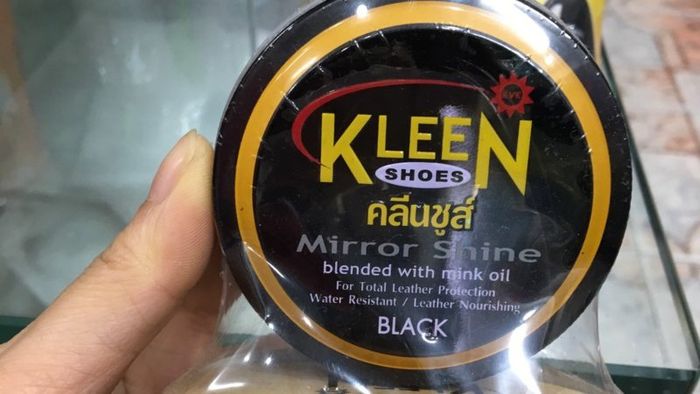 EVE
KLEEN
SHOES
คลีนชูส์
Mirror Shine
blended with mink oil
For Total Leather Protection
Water Resistant / Leather Nourishing
BLACK